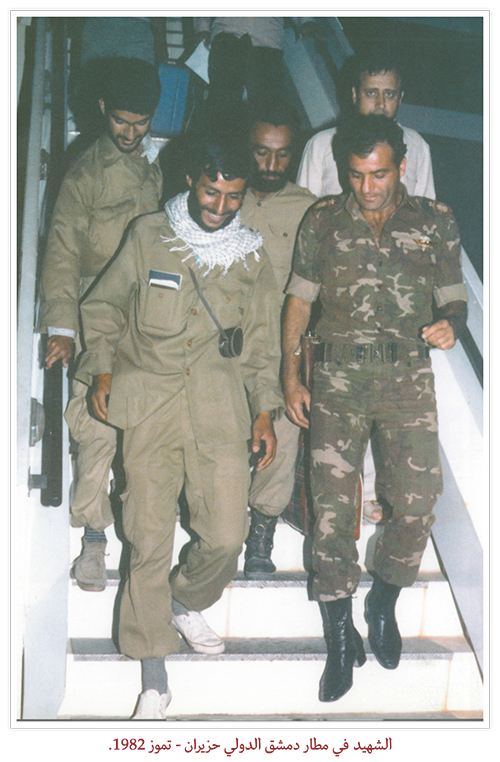 الشهيد في مطار دمشق الدولي حزيران - تموز 1982.